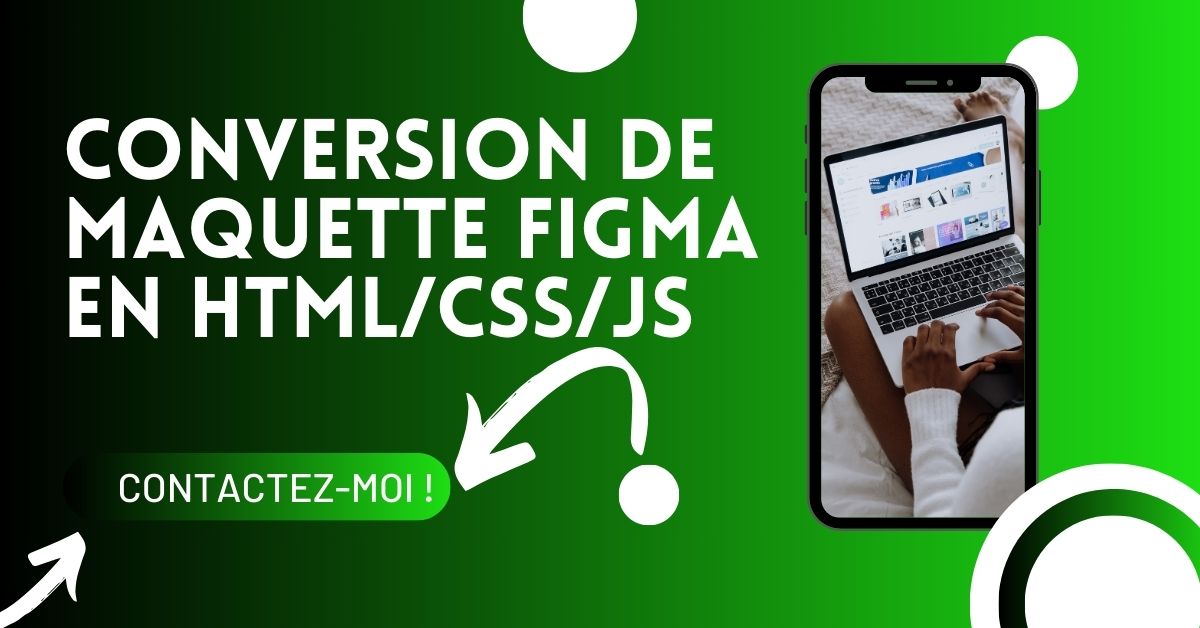 CONVERSION DE
MAQUETTE FIGMA
EN HTML/CSS/JS
CONTACTEZ-MOI !